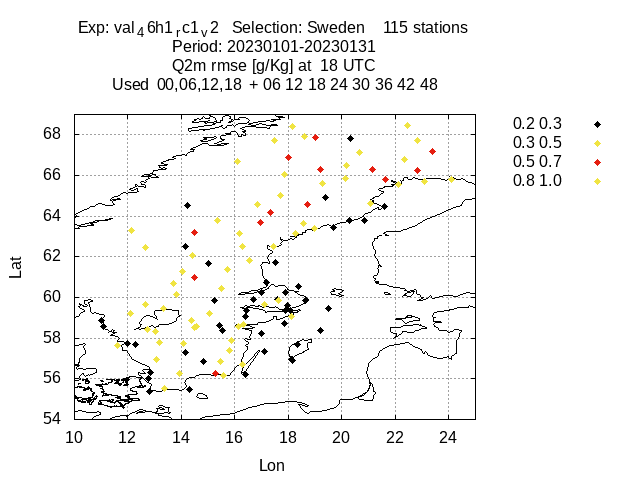 Exp: val46h1rc1v2 Selection: Sweden 115 stations
Period: 20230101-20230131
Q2m rmse [g/Kg] at 18 UTC
Used 00,06,12,18 + 06 12 18 24 30 36 42 48
0.2 0.3
0.3 0.5
0.5 0.7
0.8 1.0
Lat
68
66
64
62
60
58
56
54
10 12 14 16 18 20 22 24
Lon